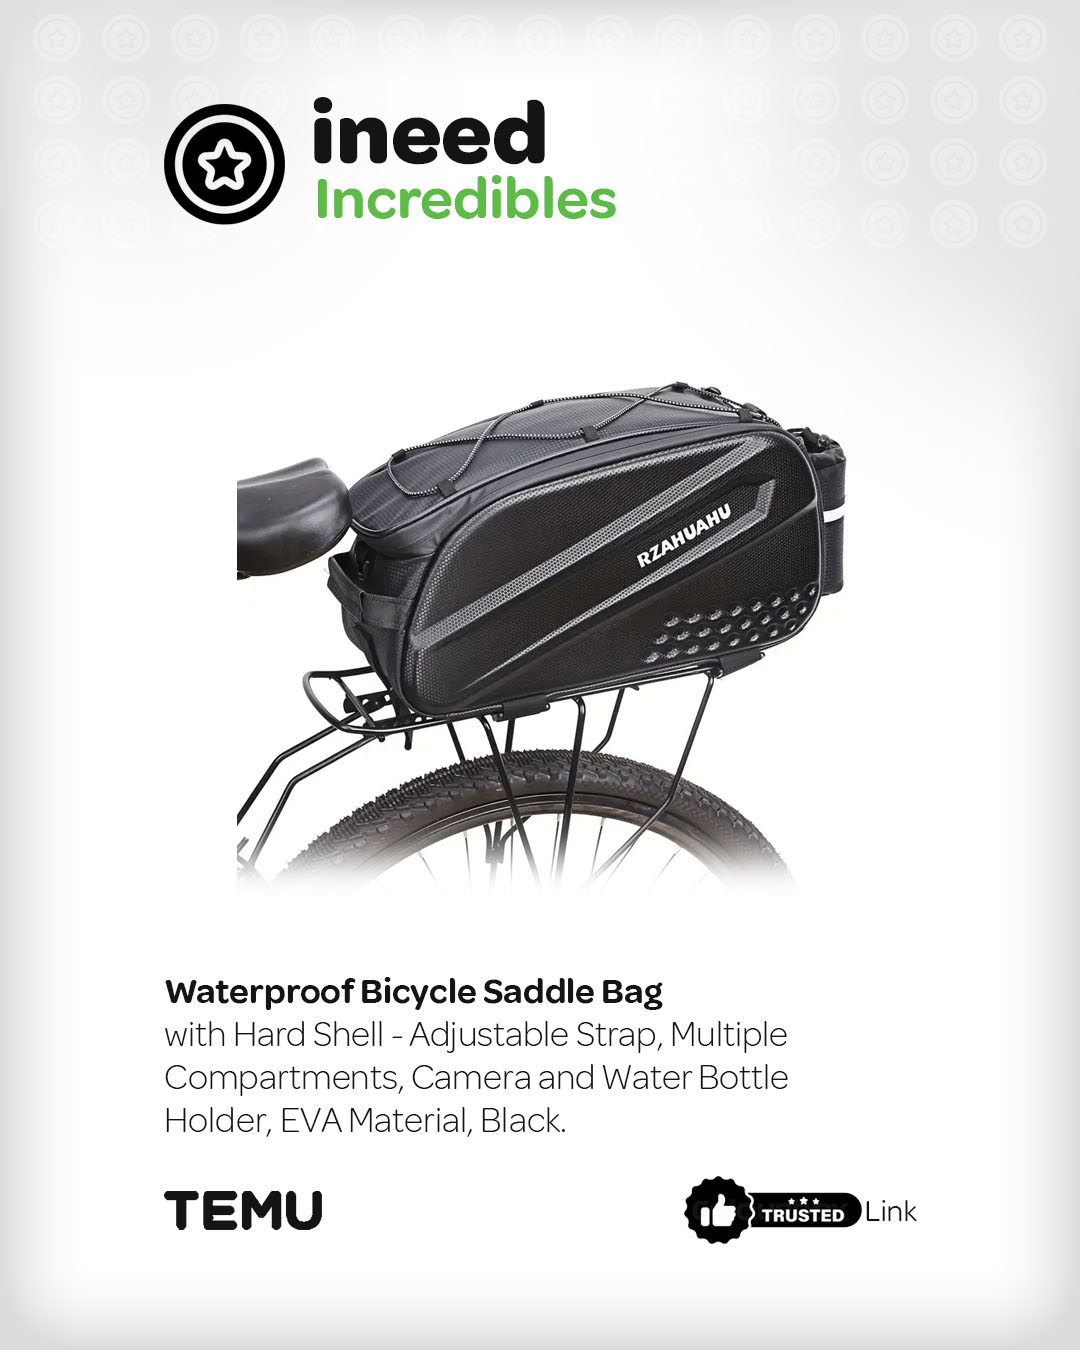 ineed
Incredibles
RZAHUAHU
Waterproof Bicycle Saddle Bag
with Hard Shell - Adjustable Strap, Multiple
Compartments, Camera and Water Bottle
Holder, EVA Material, Black.
TEMU
TRUSTED Link